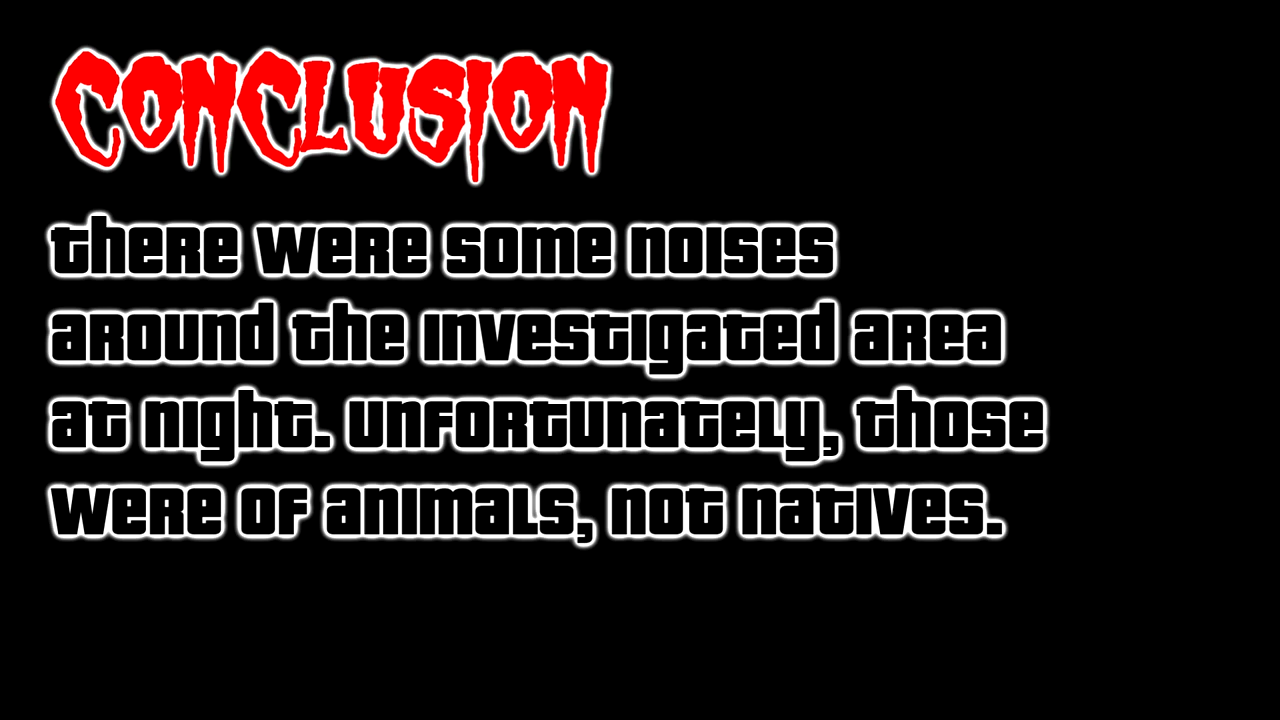 CONCLUSION
There were some noises
around the investigated area
at night. Unfortunately, those
were of animals, not natives.